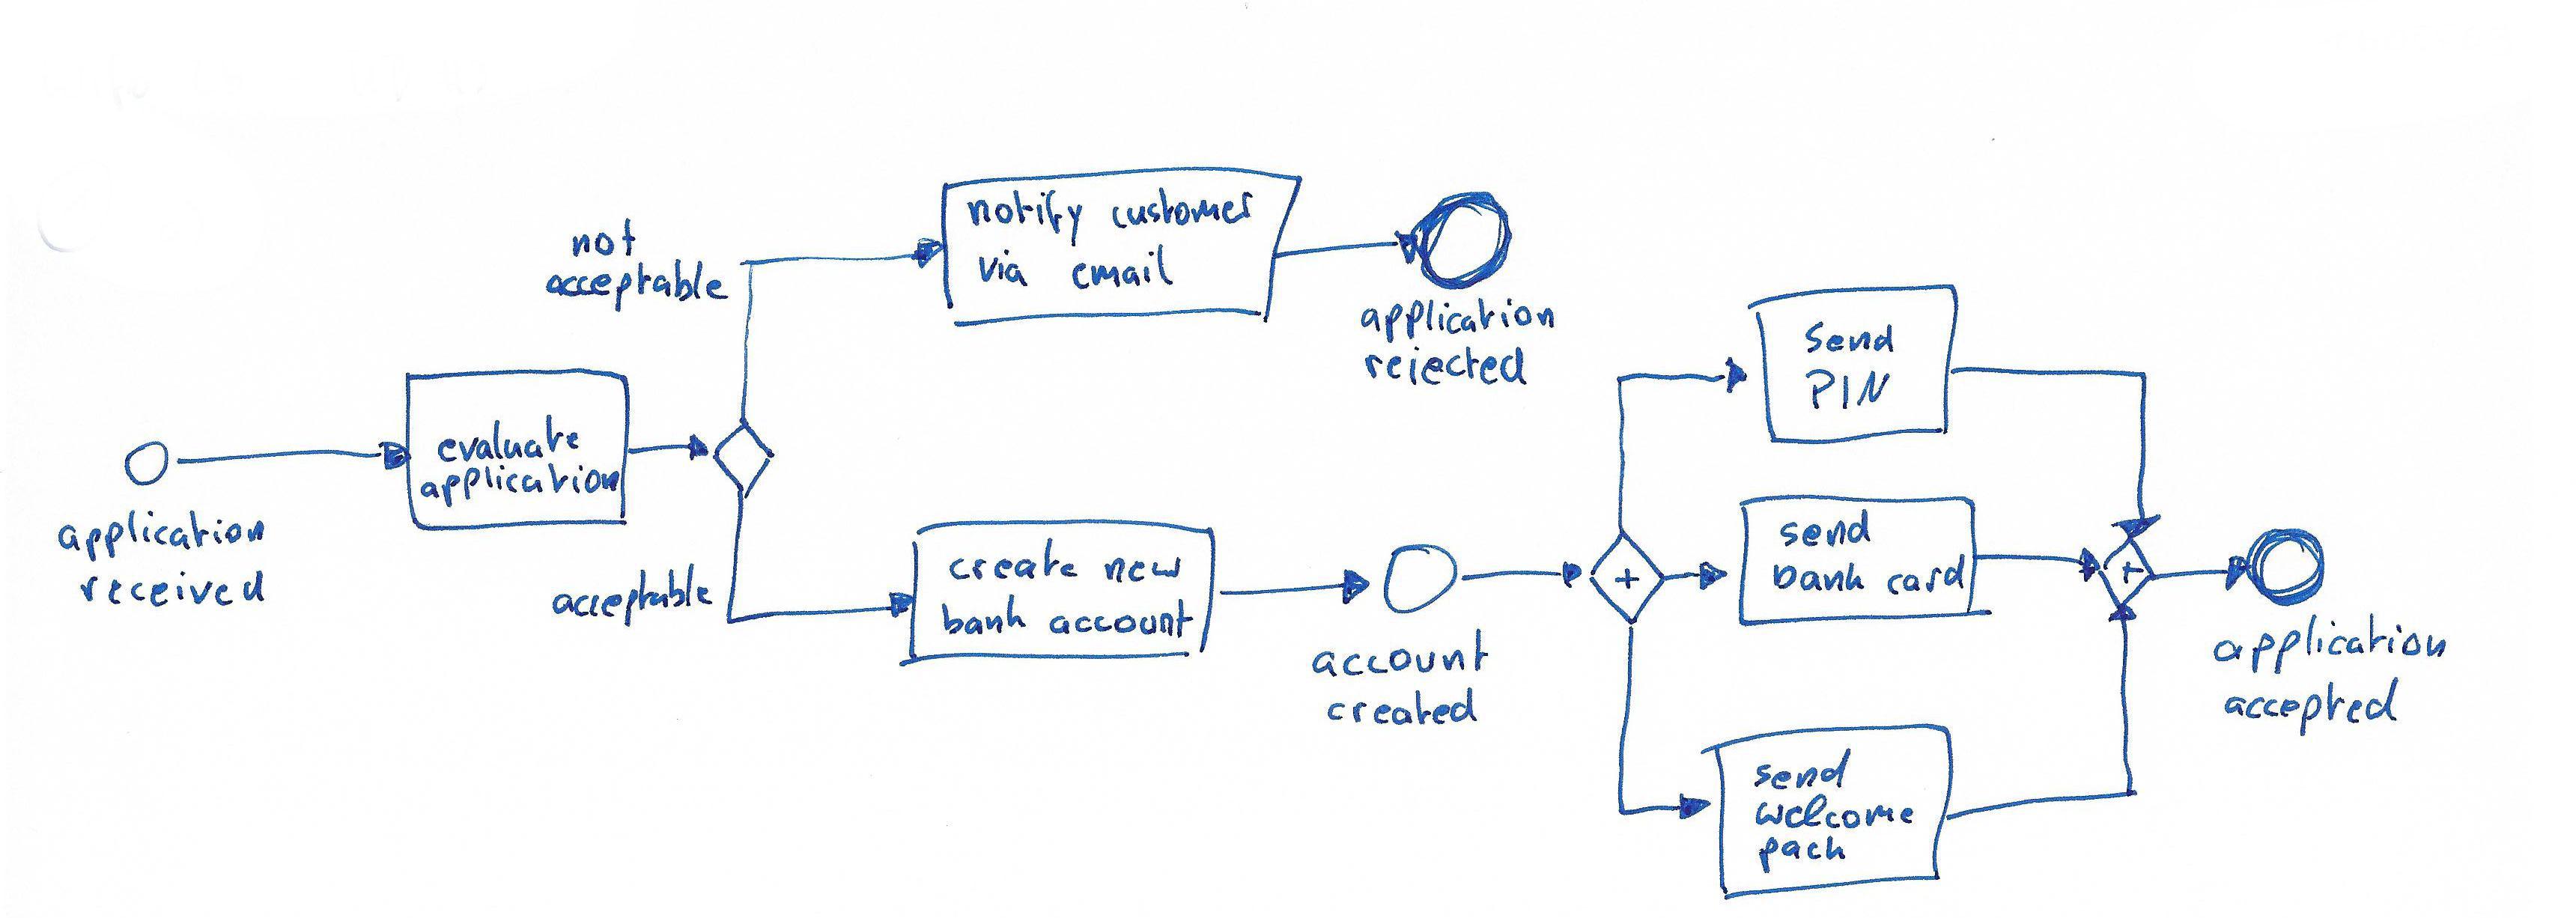 application
received
evaluate
application
not
acceptable
acceptable
notify customer
via email
application
rejected
create new
bank account
account
created
+
send
PIN
send
bank card
send
welcome
pack
+
application
accepted